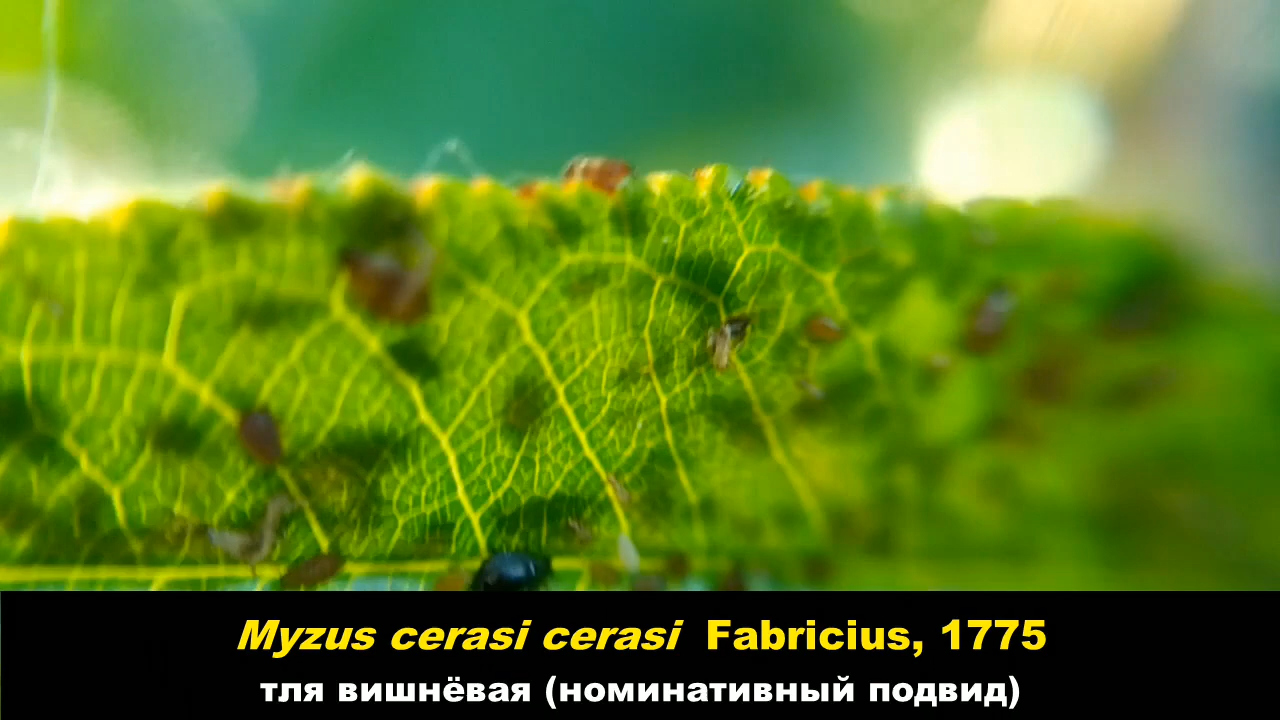 Myzus cerasi cerasi Fabricius, 1775
тля вишнёвая (номинативный подвид)